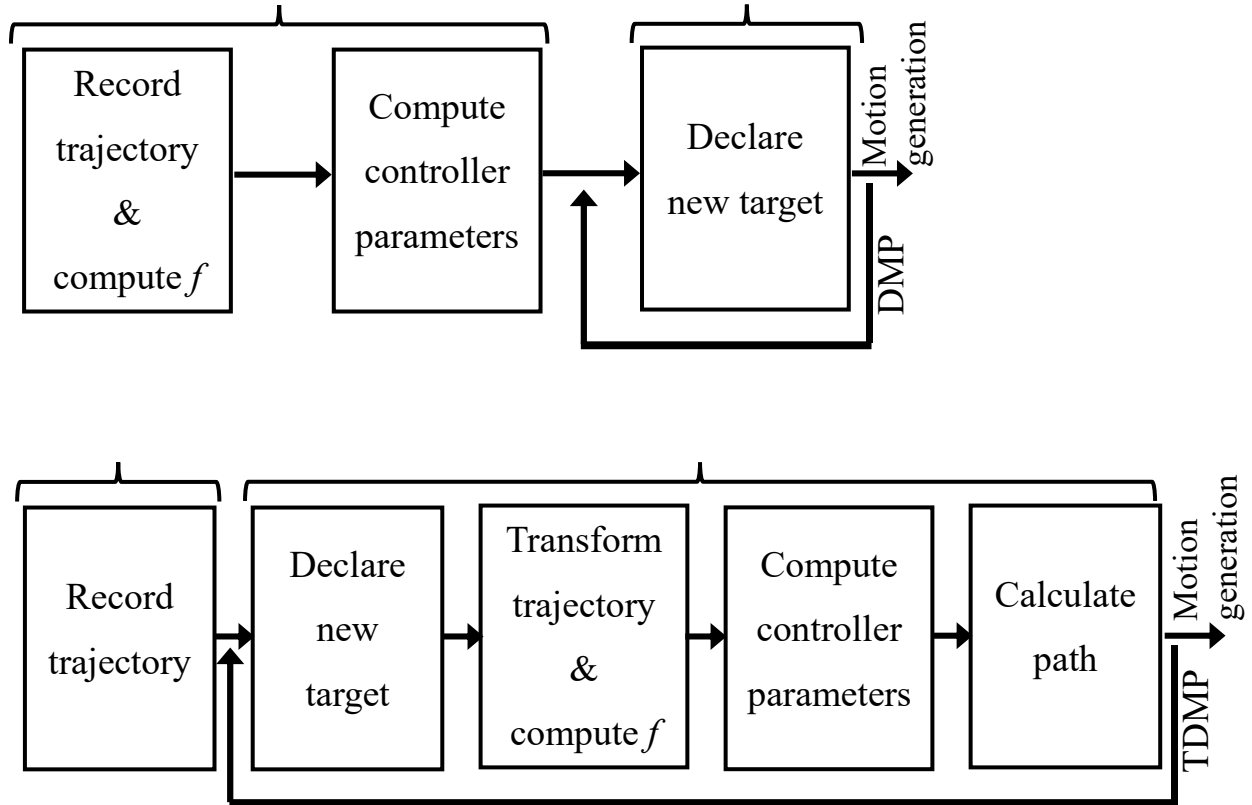 Record
trajectory
&
compute f
Compute
controller
parameters
Declare
new target
Motion
generation
DMP
Record
trajectory
Declare
new
target
Transform
trajectory
&
compute f
Compute
controller
parameters
Calculate
path
Motion
generation
TDMP